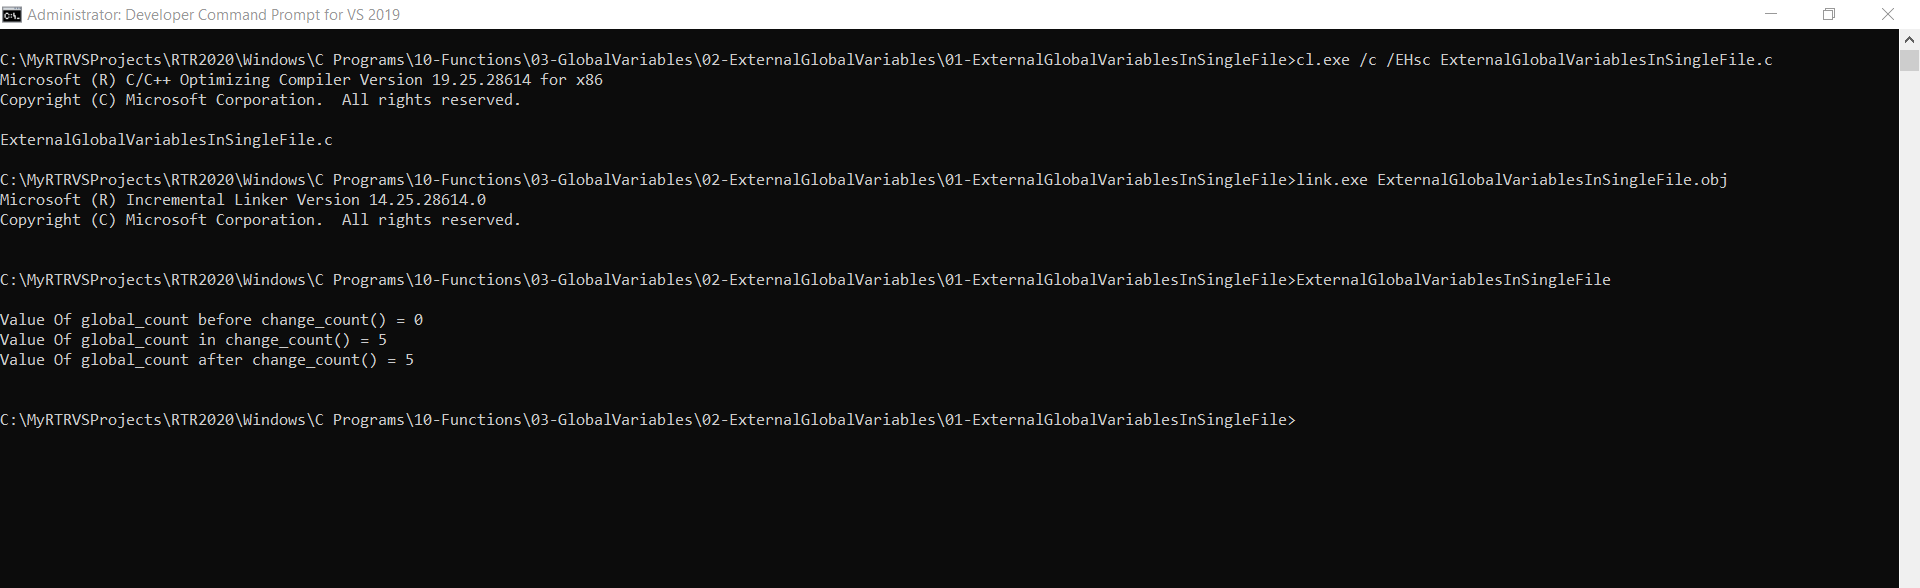 Administrator: Developer Command Prompt for VS 2019
C:\MyRTRVSProjects\RTR2020\Windows\C Programs\10-Functions\03-GlobalVariables\02-ExternalGlobalVariables\01-ExternalGlobalVariablesInSingleFile>cl.exe /c /EHsc ExternalGlobalVariablesInSingleFile.c
Microsoft (R) C/C++ Optimizing Compiler Version 19.25.28614 for x86
Copyright (C) Microsoft Corporation.  All rights reserved.
ExternalGlobalVariablesInSingleFile.c
C:\MyRTRVSProjects\RTR2020\Windows\C Programs\10-Functions\03-GlobalVariables\02-ExternalGlobalVariables\01-ExternalGlobalVariablesInSingleFile>link.exe ExternalGlobalVariablesInSingleFile.obj
Microsoft (R) Incremental Linker Version 14.25.28614.0
Copyright (C) Microsoft Corporation.  All rights reserved.
C:\MyRTRVSProjects\RTR2020\Windows\C Programs\10-Functions\03-GlobalVariables\02-ExternalGlobalVariables\01-ExternalGlobalVariablesInSingleFile>ExternalGlobalVariablesInSingleFile
Value Of global_count before change_count() = 0
Value Of global_count in change_count() = 5
Value Of global_count after change_count() = 5
C:\MyRTRVSProjects\RTR2020\Windows\C Programs\10-Functions\03-GlobalVariables\02-ExternalGlobalVariables\01-ExternalGlobalVariablesInSingleFile>